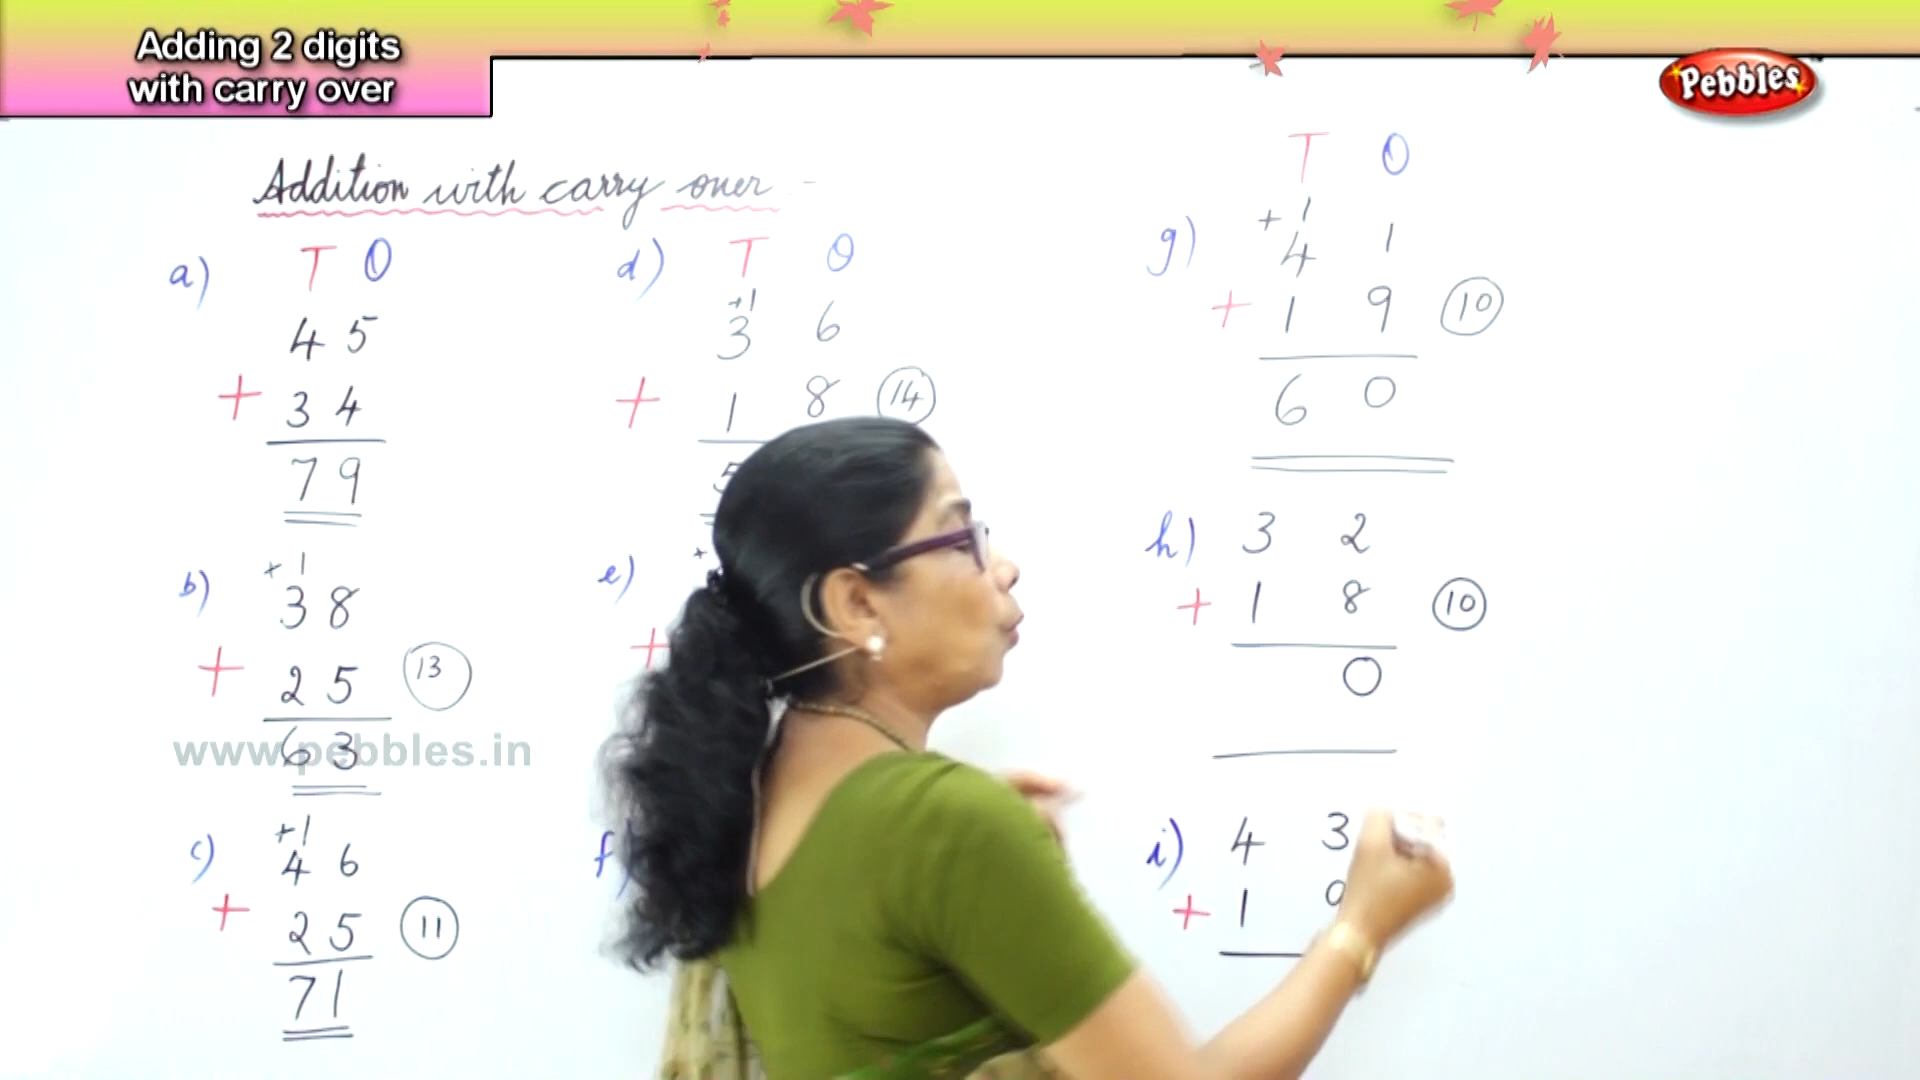 Adding 2 digits
with carry over
Pebbles
Addition with carry over
a) T O
4 5
+ 3 4
7 9
b) +1
3 8
+ 2 5 13
6 3
www.pebbles.in
c) +1
4 6
+ 2 5 11
7 1
d) T O
+1
3 6
+ 1 8 14
5
e) +
+
f)
T O
g) +1
4 1
+ 1 9 10
6 0
h) 3 2
+ 1 8 10
0
i) 4 3
+ 1 9